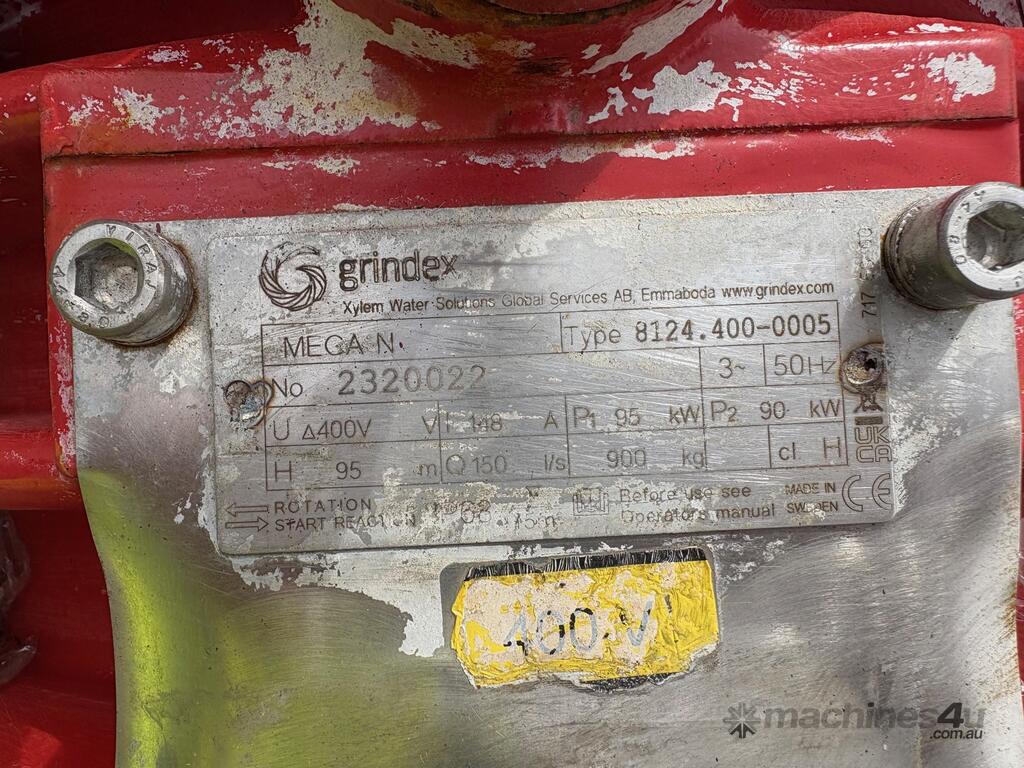 grindex
Xylem Water Solutions Global Services AB, Emmaboda www.grindex.com
MEGA N. Type 8124.400-0005
No 2320022 3~ 50Hz
U △400V V I 148 A P1 95 kW P2 90 kW
H 95 m Q 150 l/s 900 kg cl. H
ROTATION
START REACTION IP68
Before use see
Operators manual
MADE IN
SWEDEN
CE
UK
CA
400 V
machines4u
.com.au